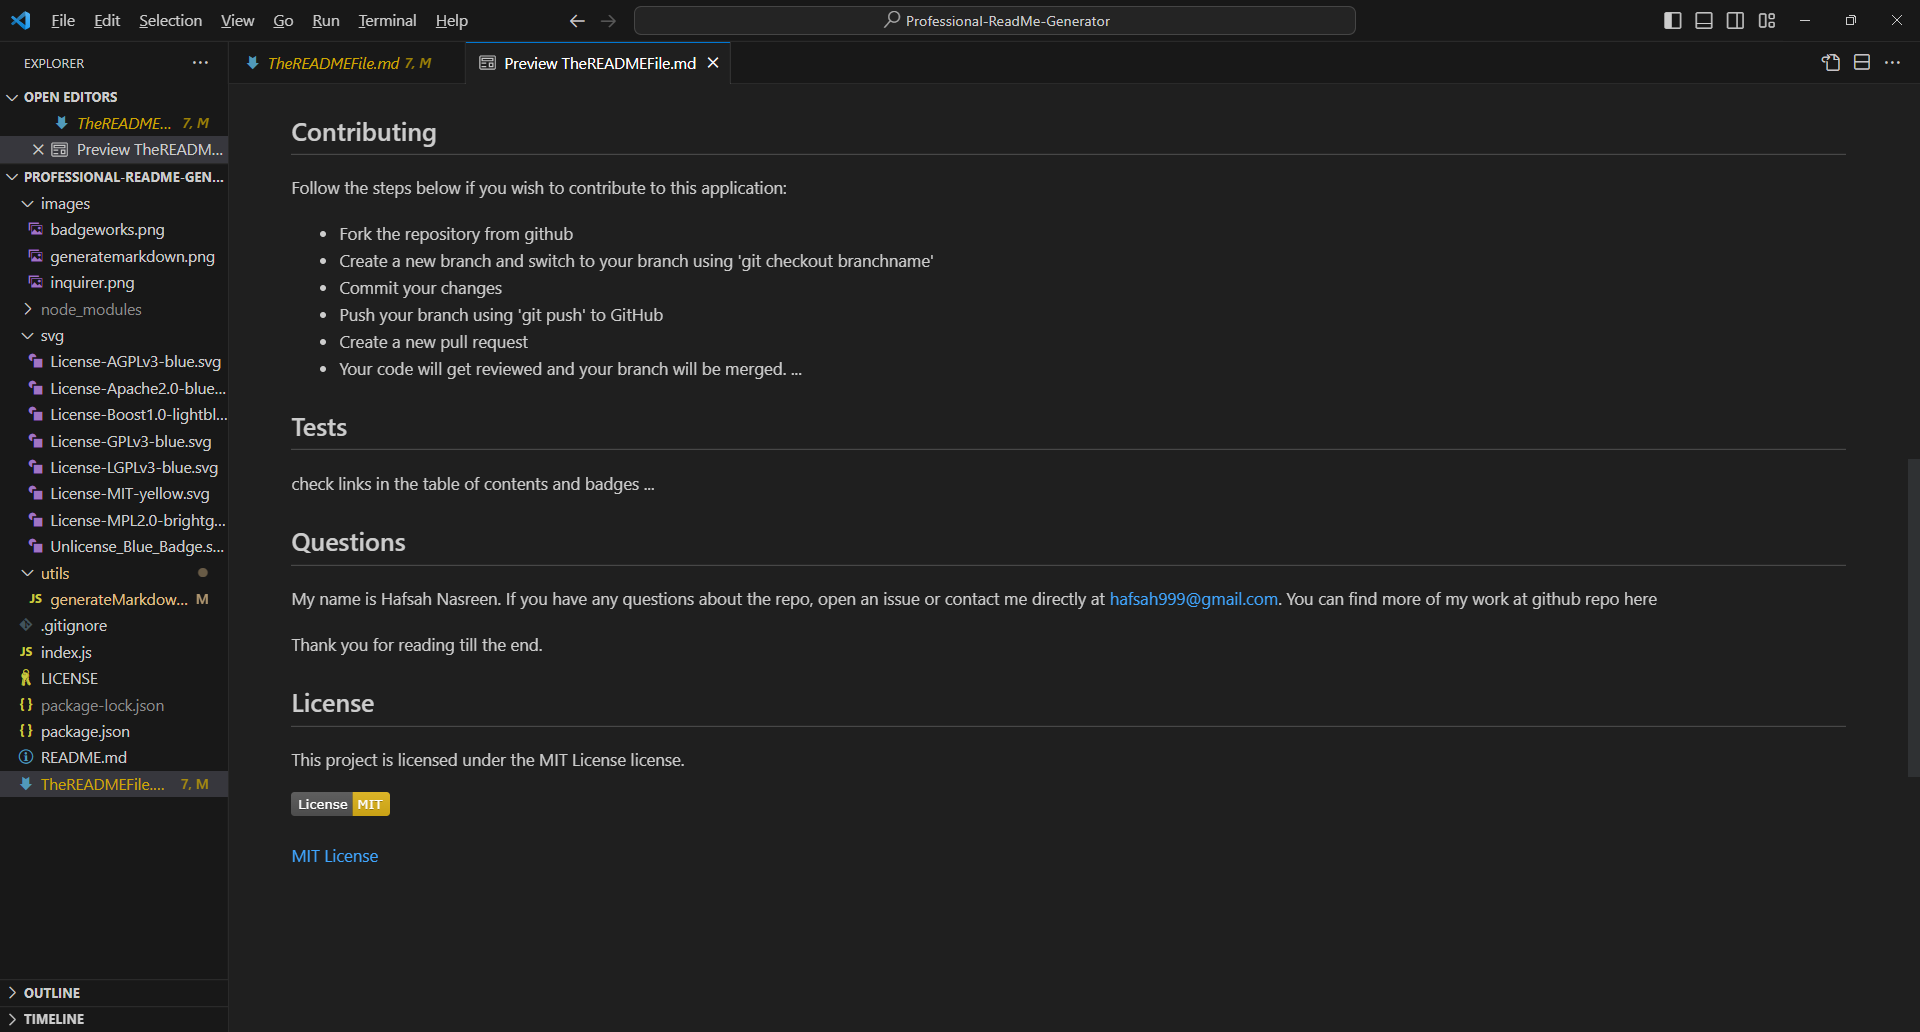 File Edit Selection View Go Run Terminal Help
Professional-ReadMe-Generator
EXPLORER
TheREADMEFile.md 7, M
Preview TheREADMEFile.md
OPEN EDITORS
TheREADME... 7, M
Preview TheREADM...
PROFESSIONAL-README-GEN...
images
badgeworks.png
generatemarkdown.png
inquirer.png
node_modules
svg
License-AGPLv3-blue.svg
License-Apache2.0-blue...
License-Boost1.0-lightbl...
License-GPLv3-blue.svg
License-LGPLv3-blue.svg
License-MIT-yellow.svg
License-MPL2.0-brightg...
Unlicense_Blue_Badge.s...
utils
JS generateMarkdow... M
.gitignore
JS index.js
LICENSE
{} package-lock.json
{} package.json
README.md
TheREADMEFile.... 7, M
OUTLINE
TIMELINE
Contributing
Follow the steps below if you wish to contribute to this application:
• Fork the repository from github
• Create a new branch and switch to your branch using 'git checkout branchname'
• Commit your changes
• Push your branch using 'git push' to GitHub
• Create a new pull request
• Your code will get reviewed and your branch will be merged. ...
Tests
check links in the table of contents and badges ...
Questions
My name is Hafsah Nasreen. If you have any questions about the repo, open an issue or contact me directly at hafsah999@gmail.com. You can find more of my work at github repo here
Thank you for reading till the end.
License
This project is licensed under the MIT License license.
License MIT
MIT License